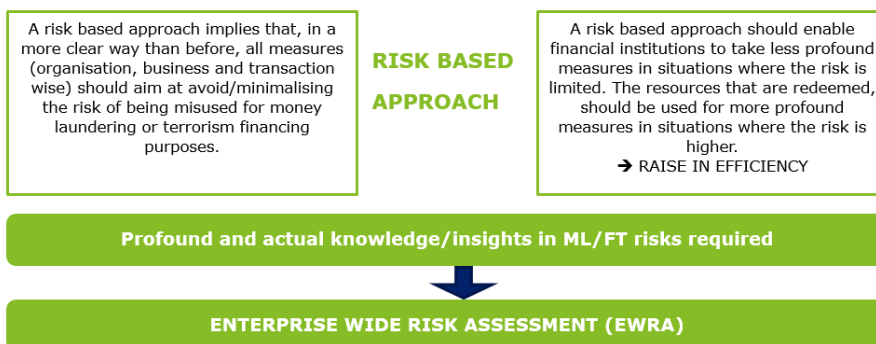 A risk based approach implies that, in a
more clear way than before, all measures
(organisation, business and transaction
wise) should aim at avoid/minimalising
the risk of being misused for money
laundering or terrorism financing
purposes.
RISK BASED
APPROACH
A risk based approach should enable
financial institutions to take less profound
measures in situations where the risk is
limited. The resources that are redeemed,
should be used for more profound
measures in situations where the risk is
higher.
➔ RAISE IN EFFICIENCY
Profound and actual knowledge/insights in ML/FT risks required
ENTERPRISE WIDE RISK ASSESSMENT (EWRA)